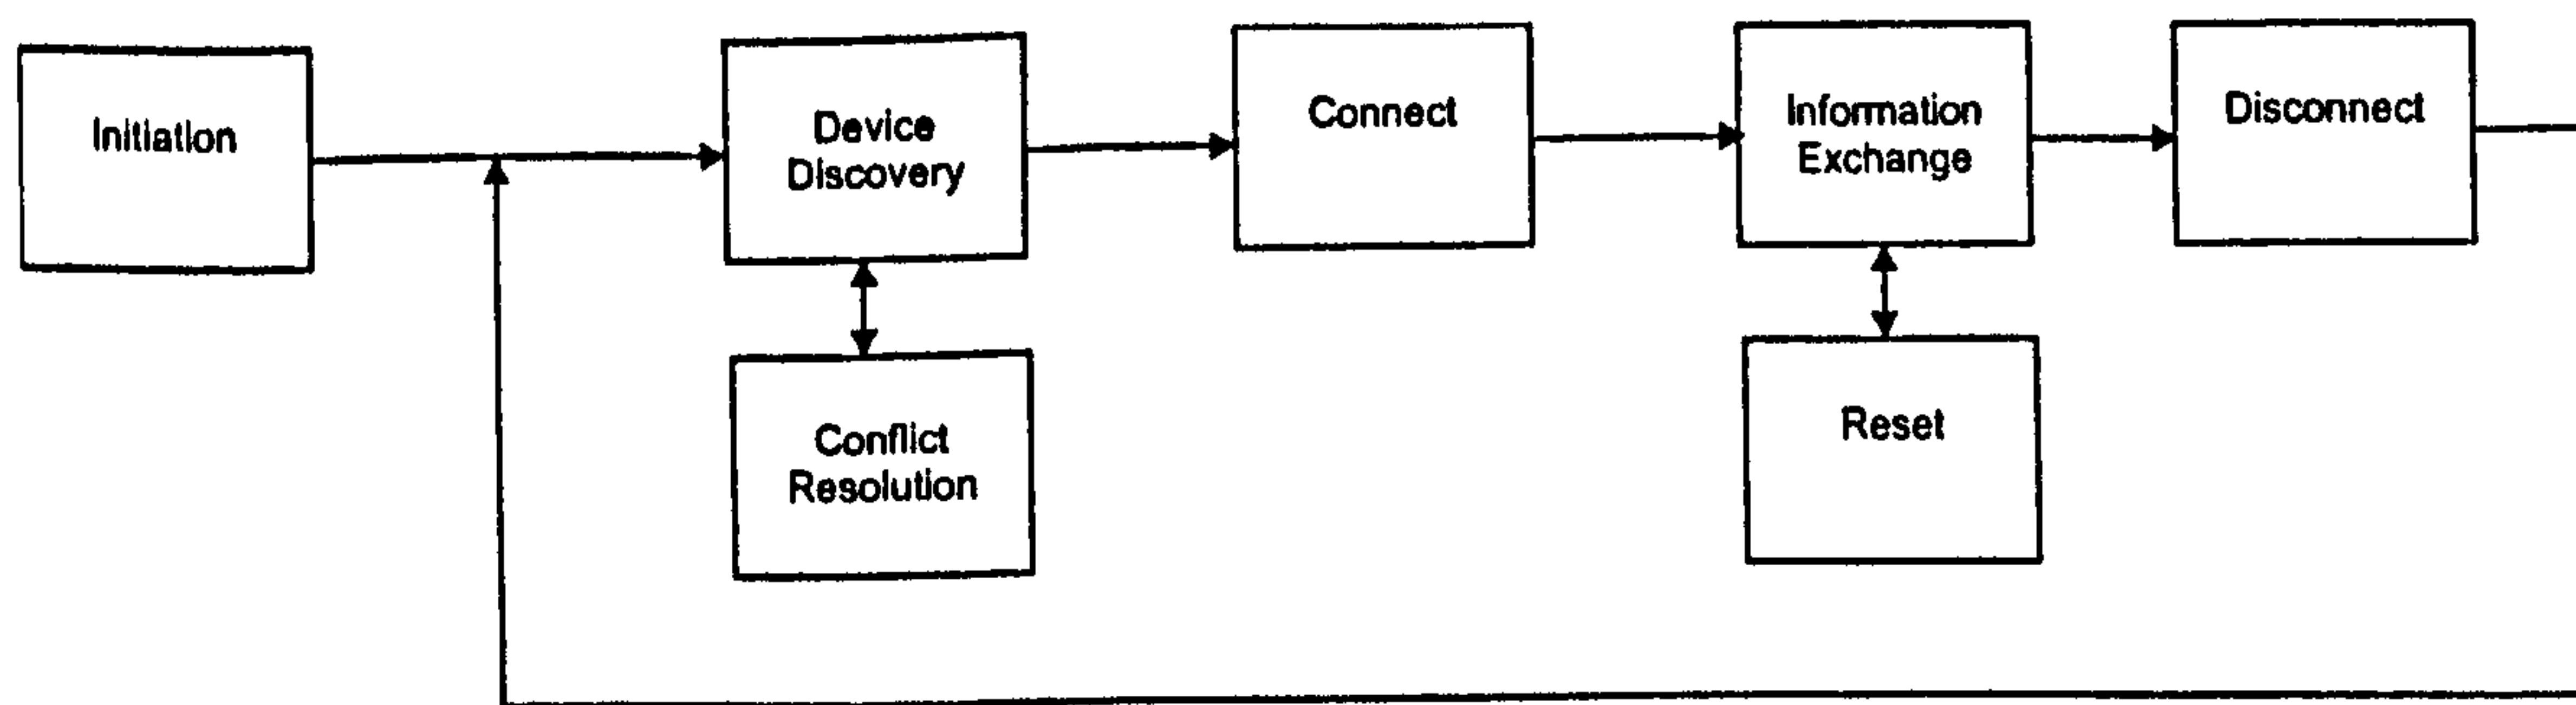 Initiation
Device
Discovery
Connect
Information
Exchange
Disconnect
Conflict
Resolution
Reset